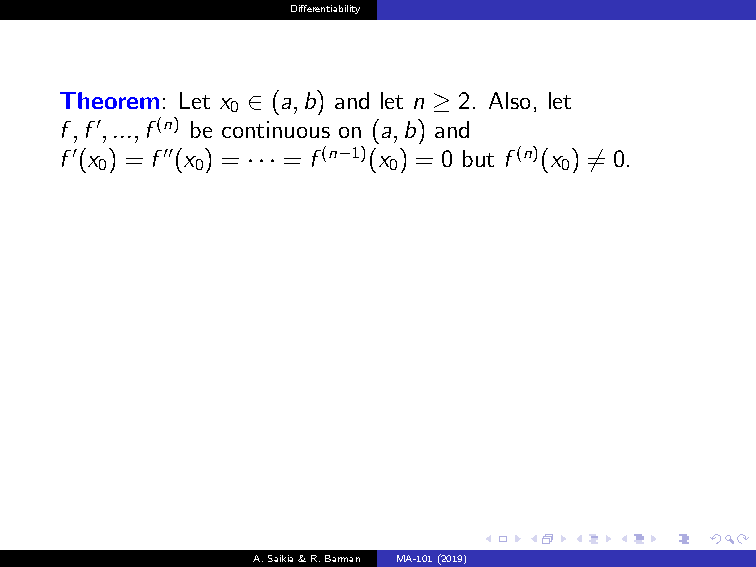 Differentiability
Theorem: Let x₀ ∈ (a, b) and let n ≥ 2. Also, let
f, f′, ..., f⁽ⁿ⁾ be continuous on (a, b) and
f′(x₀) = f″(x₀) = ⋯ = f⁽ⁿ⁻¹⁾(x₀) = 0 but f⁽ⁿ⁾(x₀) ≠ 0.
A. Saikia & R. Barman MA-101 (2019)